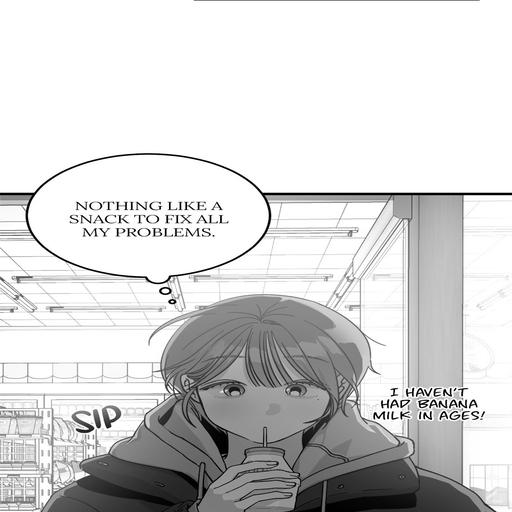 NOTHING LIKE A
SNACK TO FIX ALL
MY PROBLEMS.
SIP
I HAVEN'T
HAD BANANA
MILK IN AGES!